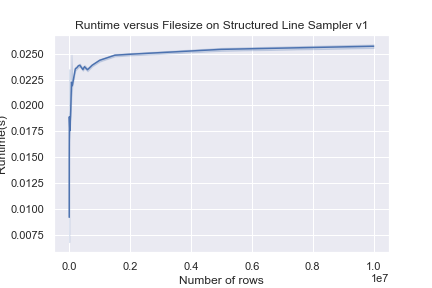 Runtime versus Filesize on Structured Line Sampler v1
Runtime(s)
0.0250
0.0225
0.0200
0.0175
0.0150
0.0125
0.0100
0.0075
0.0 0.2 0.4 0.6 0.8 1.0
1e7
Number of rows